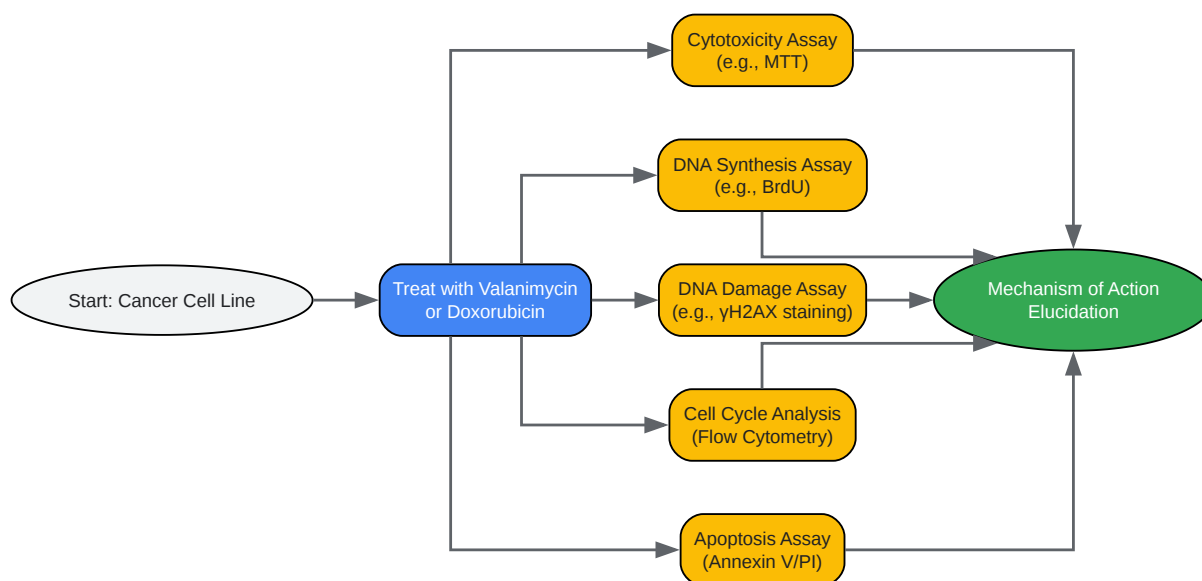 Start: Cancer Cell Line
Treat with Valanimycin
or Doxorubicin
Cytotoxicity Assay
(e.g., MTT)
DNA Synthesis Assay
(e.g., BrdU)
DNA Damage Assay
(e.g., γH2AX staining)
Cell Cycle Analysis
(Flow Cytometry)
Apoptosis Assay
(Annexin V/PI)
Mechanism of Action
Elucidation